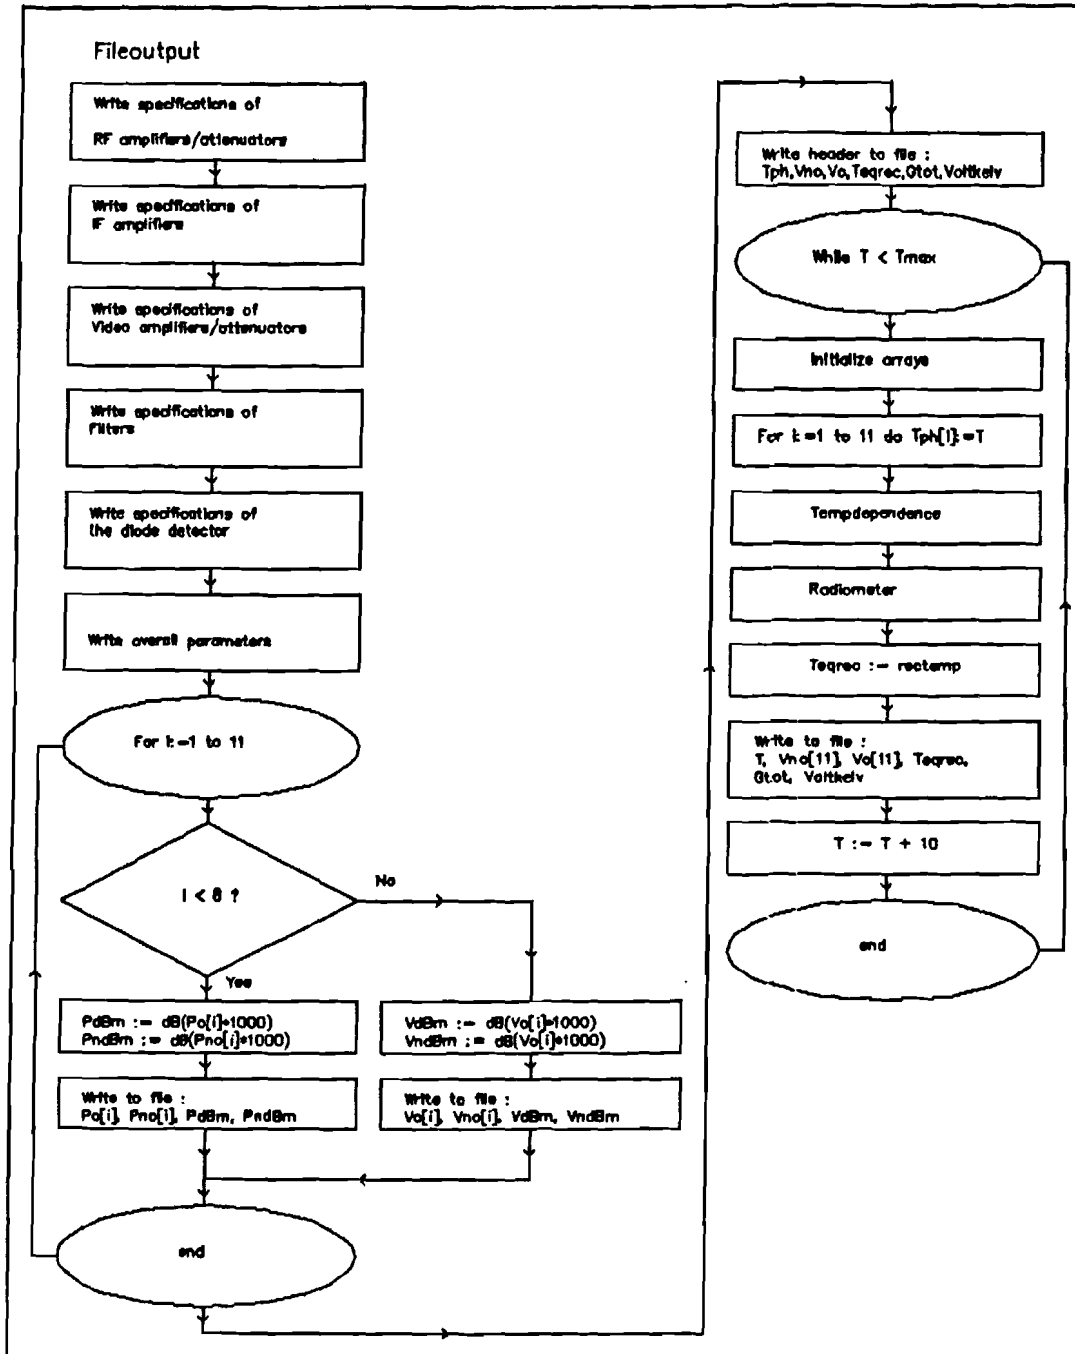 Fileoutput
Write specifications of
RF amplifiers/attenuators
Write specifications of
IF amplifiers
Write specifications of
Video amplifiers/attenuators
Write specifications of
Filters
Write specifications of
the diode detector
Write overall parameters
For i:=1 to 11
i < 8 ?
No
Yes
PdBm := dB(Po[i]*1000)
PndBm := dB(Pno[i]*1000)
VdBm := dB(Vo[i]*1000)
VndBm := dB(Vo[i]*1000)
Write to file :
Po[i], Pno[i], PdBm, PndBm
Write to file :
Vo[i], Vno[i], VdBm, VndBm
end
Write header to file :
Tph,Vno,Vo,Teqrec,Gtot,Voltkelv
While T < Tmax
Initialize arrays
For i:=1 to 11 do Tph[i]:=T
Tempdependence
Radiometer
Teqrec := rectemp
Write to file :
T, Vno[11], Vo[11], Teqrec,
Gtot, Voltkelv
T := T + 10
end